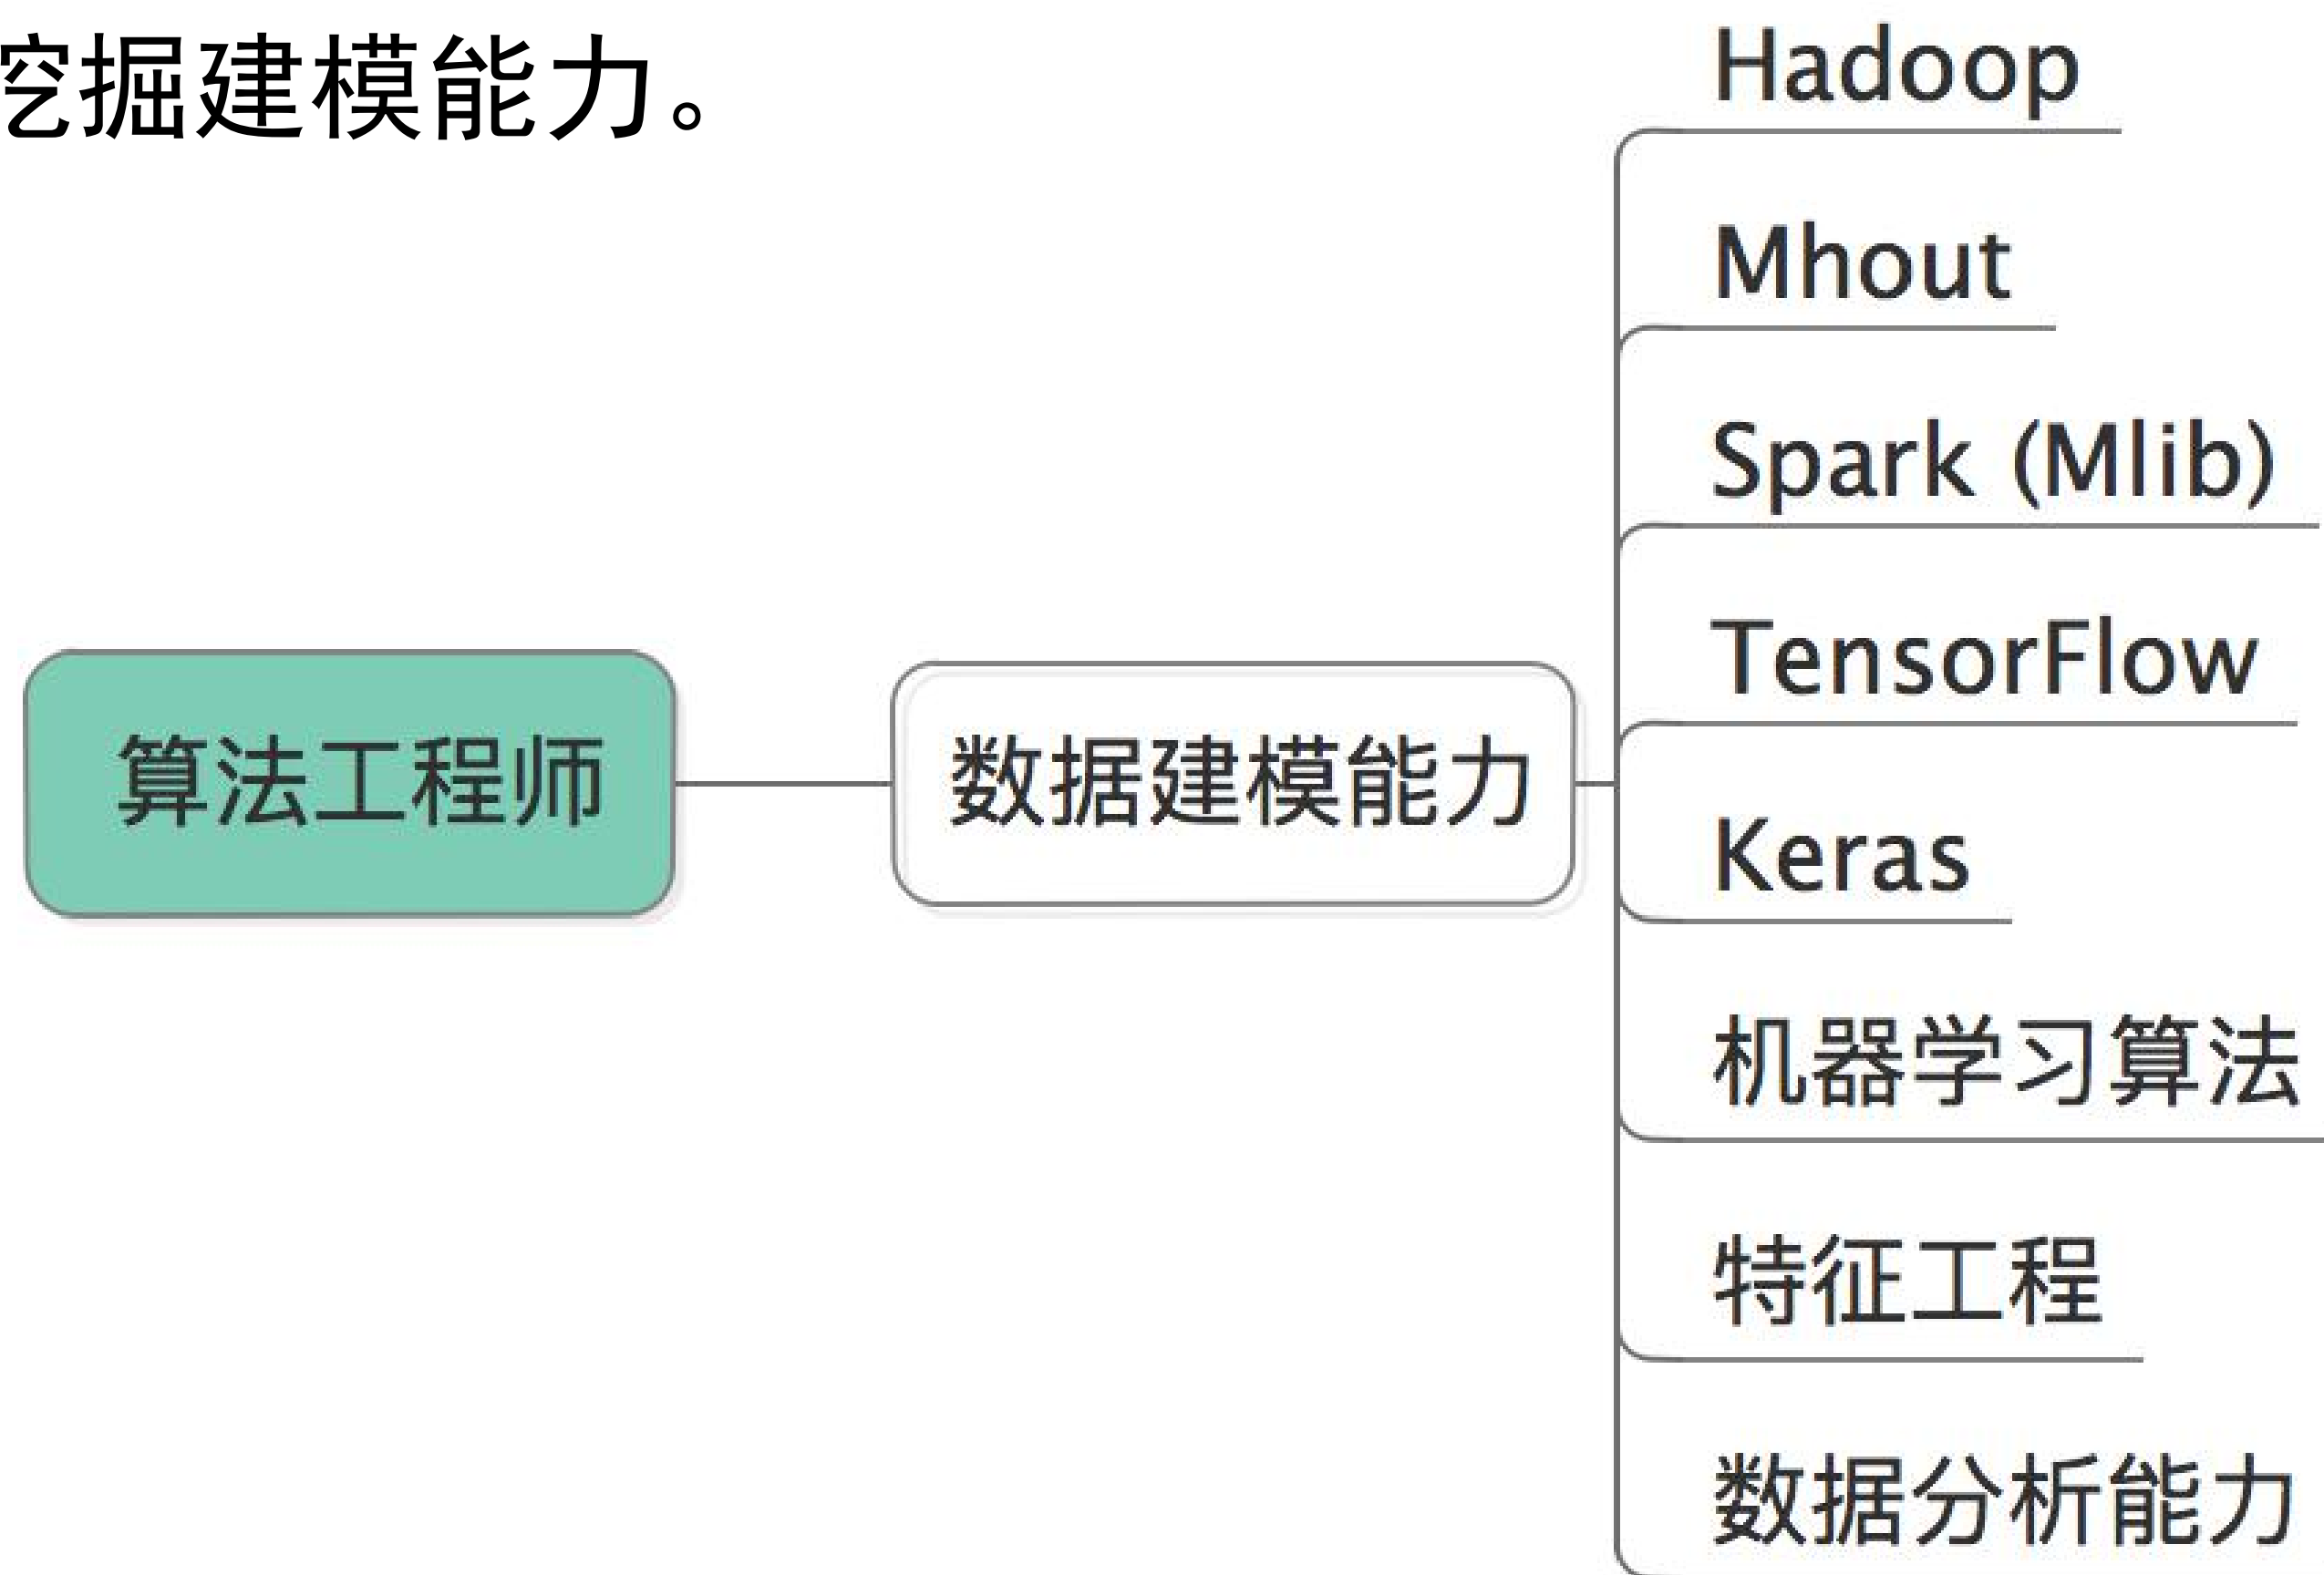 挖掘建模能力。
Hadoop
Mhout
Spark (Mlib)
TensorFlow
算法工程师
数据建模能力
Keras
机器学习算法
特征工程
数据分析能力